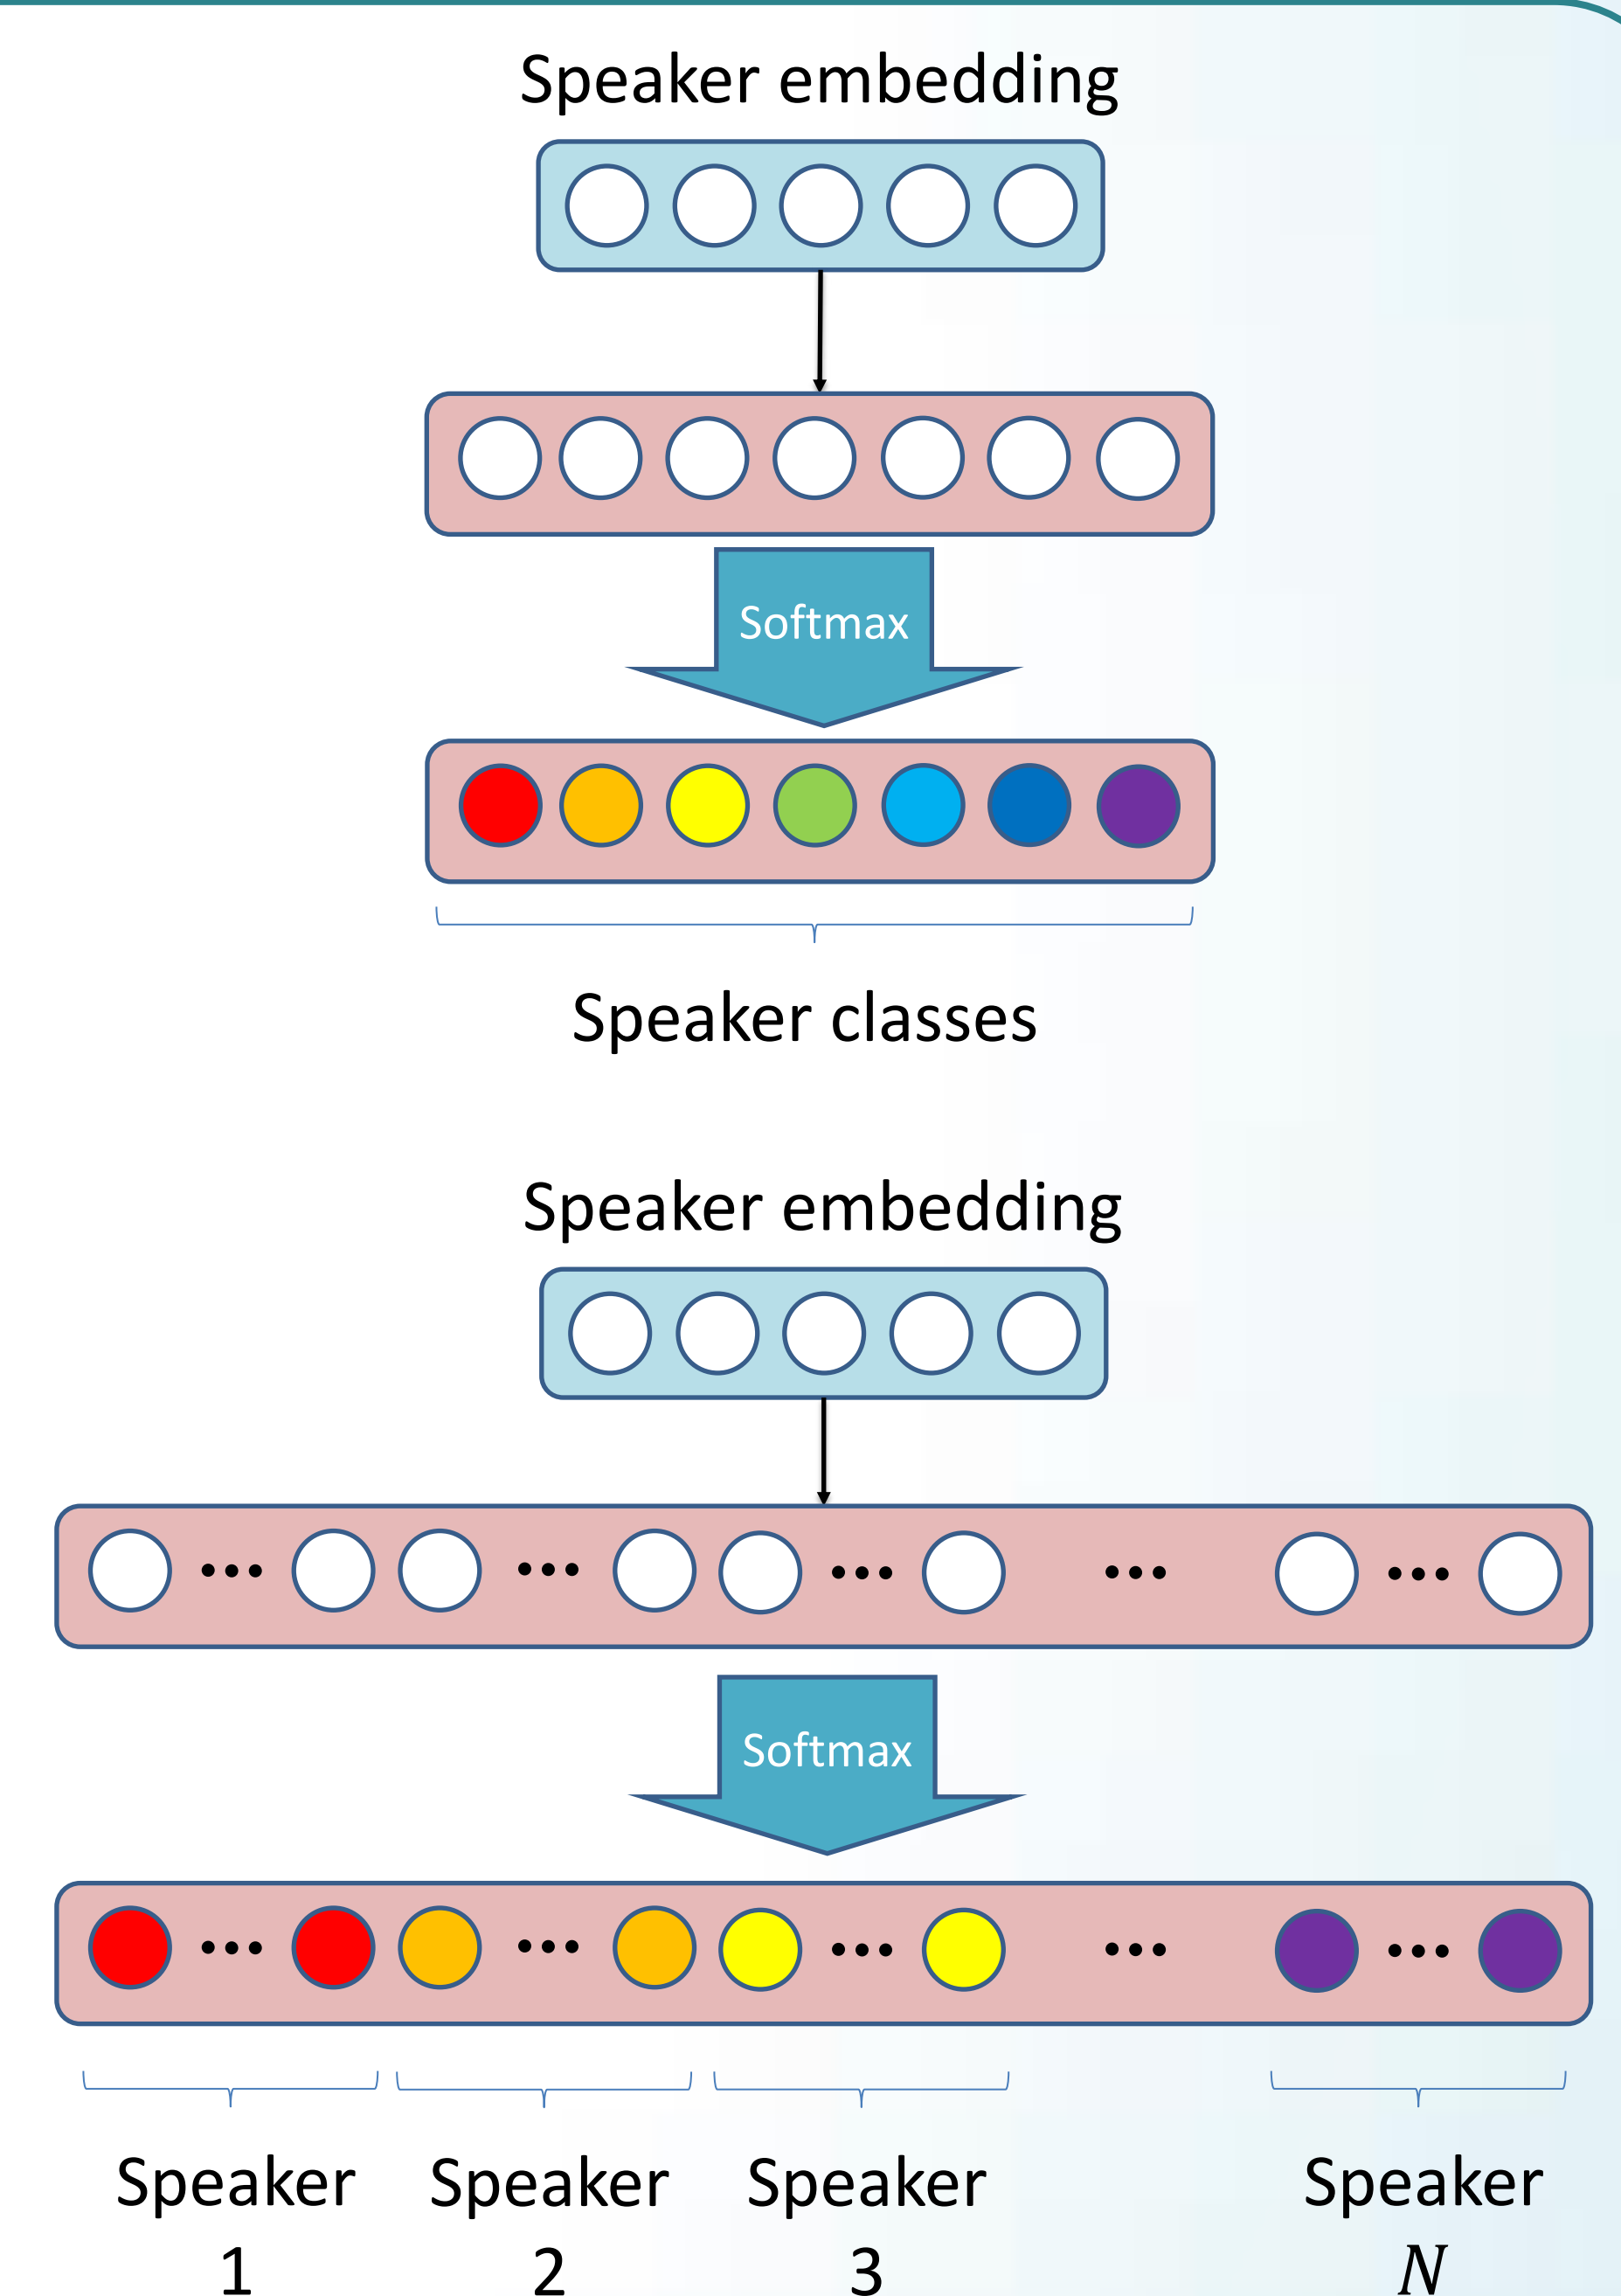 Speaker embedding
Softmax
Speaker classes
Speaker embedding
••• ••• ••• ••• •••
Softmax
••• ••• ••• ••• •••
Speaker Speaker Speaker Speaker
1 2 3 N